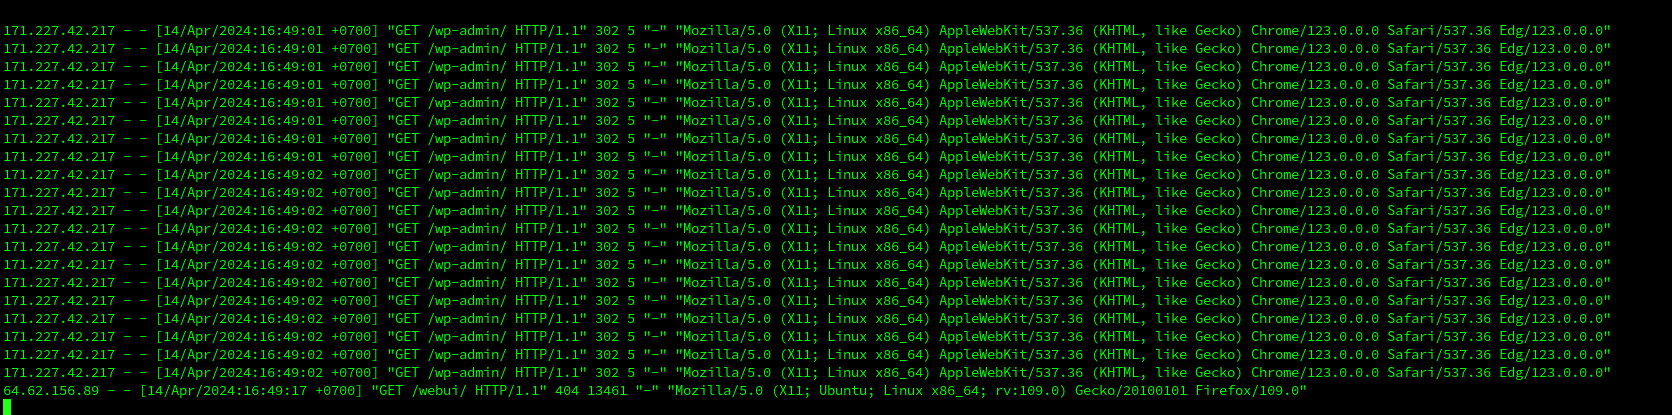 171.227.42.217 - - [14/Apr/2024:16:49:01 +0700] "GET /wp-admin/ HTTP/1.1" 302 5 "-" "Mozilla/5.0 (X11; Linux x86_64) AppleWebKit/537.36 (KHTML, like Gecko) Chrome/123.0.0.0 Safari/537.36 Edg/123.0.0.0"
171.227.42.217 - - [14/Apr/2024:16:49:01 +0700] "GET /wp-admin/ HTTP/1.1" 302 5 "-" "Mozilla/5.0 (X11; Linux x86_64) AppleWebKit/537.36 (KHTML, like Gecko) Chrome/123.0.0.0 Safari/537.36 Edg/123.0.0.0"
171.227.42.217 - - [14/Apr/2024:16:49:01 +0700] "GET /wp-admin/ HTTP/1.1" 302 5 "-" "Mozilla/5.0 (X11; Linux x86_64) AppleWebKit/537.36 (KHTML, like Gecko) Chrome/123.0.0.0 Safari/537.36 Edg/123.0.0.0"
171.227.42.217 - - [14/Apr/2024:16:49:01 +0700] "GET /wp-admin/ HTTP/1.1" 302 5 "-" "Mozilla/5.0 (X11; Linux x86_64) AppleWebKit/537.36 (KHTML, like Gecko) Chrome/123.0.0.0 Safari/537.36 Edg/123.0.0.0"
171.227.42.217 - - [14/Apr/2024:16:49:01 +0700] "GET /wp-admin/ HTTP/1.1" 302 5 "-" "Mozilla/5.0 (X11; Linux x86_64) AppleWebKit/537.36 (KHTML, like Gecko) Chrome/123.0.0.0 Safari/537.36 Edg/123.0.0.0"
171.227.42.217 - - [14/Apr/2024:16:49:01 +0700] "GET /wp-admin/ HTTP/1.1" 302 5 "-" "Mozilla/5.0 (X11; Linux x86_64) AppleWebKit/537.36 (KHTML, like Gecko) Chrome/123.0.0.0 Safari/537.36 Edg/123.0.0.0"
171.227.42.217 - - [14/Apr/2024:16:49:01 +0700] "GET /wp-admin/ HTTP/1.1" 302 5 "-" "Mozilla/5.0 (X11; Linux x86_64) AppleWebKit/537.36 (KHTML, like Gecko) Chrome/123.0.0.0 Safari/537.36 Edg/123.0.0.0"
171.227.42.217 - - [14/Apr/2024:16:49:01 +0700] "GET /wp-admin/ HTTP/1.1" 302 5 "-" "Mozilla/5.0 (X11; Linux x86_64) AppleWebKit/537.36 (KHTML, like Gecko) Chrome/123.0.0.0 Safari/537.36 Edg/123.0.0.0"
171.227.42.217 - - [14/Apr/2024:16:49:02 +0700] "GET /wp-admin/ HTTP/1.1" 302 5 "-" "Mozilla/5.0 (X11; Linux x86_64) AppleWebKit/537.36 (KHTML, like Gecko) Chrome/123.0.0.0 Safari/537.36 Edg/123.0.0.0"
171.227.42.217 - - [14/Apr/2024:16:49:02 +0700] "GET /wp-admin/ HTTP/1.1" 302 5 "-" "Mozilla/5.0 (X11; Linux x86_64) AppleWebKit/537.36 (KHTML, like Gecko) Chrome/123.0.0.0 Safari/537.36 Edg/123.0.0.0"
171.227.42.217 - - [14/Apr/2024:16:49:02 +0700] "GET /wp-admin/ HTTP/1.1" 302 5 "-" "Mozilla/5.0 (X11; Linux x86_64) AppleWebKit/537.36 (KHTML, like Gecko) Chrome/123.0.0.0 Safari/537.36 Edg/123.0.0.0"
171.227.42.217 - - [14/Apr/2024:16:49:02 +0700] "GET /wp-admin/ HTTP/1.1" 302 5 "-" "Mozilla/5.0 (X11; Linux x86_64) AppleWebKit/537.36 (KHTML, like Gecko) Chrome/123.0.0.0 Safari/537.36 Edg/123.0.0.0"
171.227.42.217 - - [14/Apr/2024:16:49:02 +0700] "GET /wp-admin/ HTTP/1.1" 302 5 "-" "Mozilla/5.0 (X11; Linux x86_64) AppleWebKit/537.36 (KHTML, like Gecko) Chrome/123.0.0.0 Safari/537.36 Edg/123.0.0.0"
171.227.42.217 - - [14/Apr/2024:16:49:02 +0700] "GET /wp-admin/ HTTP/1.1" 302 5 "-" "Mozilla/5.0 (X11; Linux x86_64) AppleWebKit/537.36 (KHTML, like Gecko) Chrome/123.0.0.0 Safari/537.36 Edg/123.0.0.0"
171.227.42.217 - - [14/Apr/2024:16:49:02 +0700] "GET /wp-admin/ HTTP/1.1" 302 5 "-" "Mozilla/5.0 (X11; Linux x86_64) AppleWebKit/537.36 (KHTML, like Gecko) Chrome/123.0.0.0 Safari/537.36 Edg/123.0.0.0"
171.227.42.217 - - [14/Apr/2024:16:49:02 +0700] "GET /wp-admin/ HTTP/1.1" 302 5 "-" "Mozilla/5.0 (X11; Linux x86_64) AppleWebKit/537.36 (KHTML, like Gecko) Chrome/123.0.0.0 Safari/537.36 Edg/123.0.0.0"
171.227.42.217 - - [14/Apr/2024:16:49:02 +0700] "GET /wp-admin/ HTTP/1.1" 302 5 "-" "Mozilla/5.0 (X11; Linux x86_64) AppleWebKit/537.36 (KHTML, like Gecko) Chrome/123.0.0.0 Safari/537.36 Edg/123.0.0.0"
171.227.42.217 - - [14/Apr/2024:16:49:02 +0700] "GET /wp-admin/ HTTP/1.1" 302 5 "-" "Mozilla/5.0 (X11; Linux x86_64) AppleWebKit/537.36 (KHTML, like Gecko) Chrome/123.0.0.0 Safari/537.36 Edg/123.0.0.0"
171.227.42.217 - - [14/Apr/2024:16:49:02 +0700] "GET /wp-admin/ HTTP/1.1" 302 5 "-" "Mozilla/5.0 (X11; Linux x86_64) AppleWebKit/537.36 (KHTML, like Gecko) Chrome/123.0.0.0 Safari/537.36 Edg/123.0.0.0"
171.227.42.217 - - [14/Apr/2024:16:49:02 +0700] "GET /wp-admin/ HTTP/1.1" 302 5 "-" "Mozilla/5.0 (X11; Linux x86_64) AppleWebKit/537.36 (KHTML, like Gecko) Chrome/123.0.0.0 Safari/537.36 Edg/123.0.0.0"
64.62.156.89 - - [14/Apr/2024:16:49:17 +0700] "GET /webui/ HTTP/1.1" 404 13461 "-" "Mozilla/5.0 (X11; Ubuntu; Linux x86_64; rv:109.0) Gecko/20100101 Firefox/109.0"